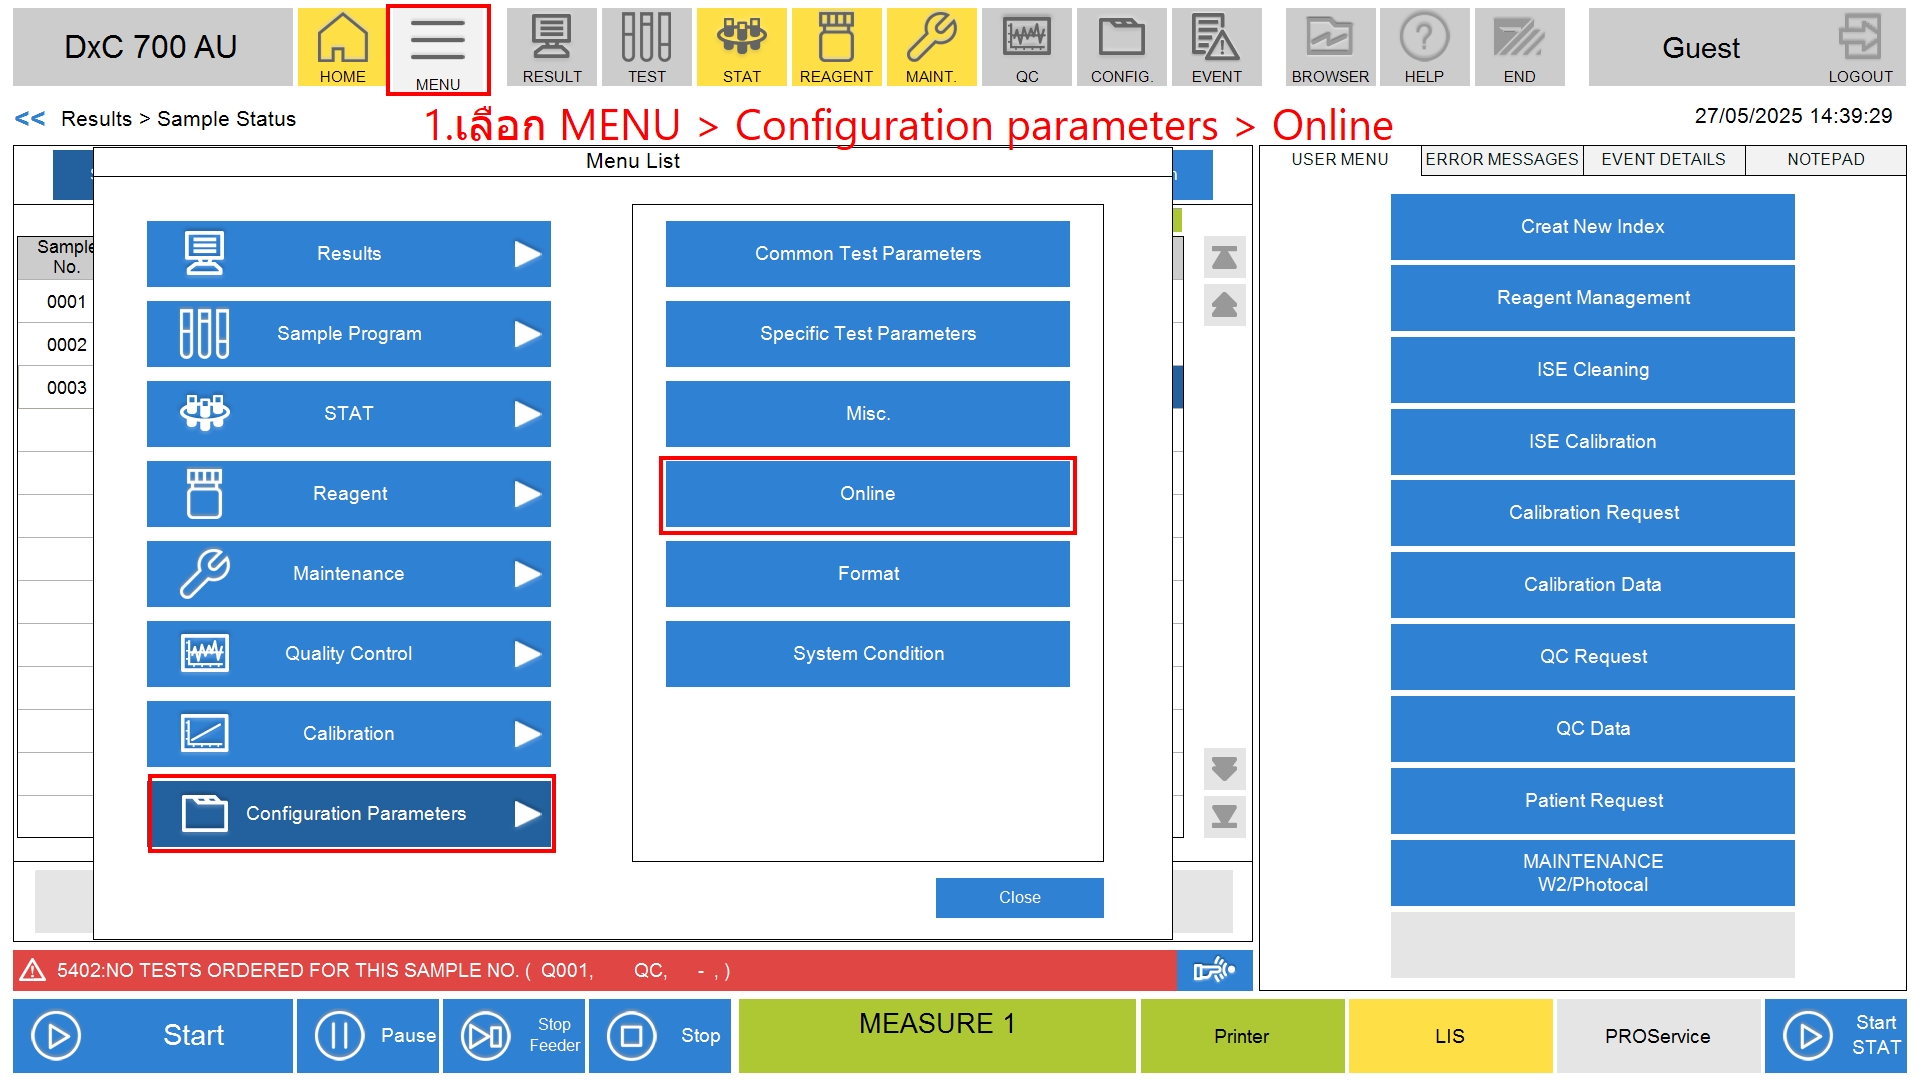 DxC 700 AU
HOME
MENU
RESULT
TEST
STAT
REAGENT
MAINT.
QC
CONFIG.
EVENT
BROWSER
HELP
END
Guest
LOGOUT
<< Results > Sample Status
1.เลือก MENU > Configuration parameters > Online
27/05/2025 14:39:29
Menu List
USER MENU
ERROR MESSAGES
EVENT DETAILS
NOTEPAD
Sample
No.
0001
0002
0003
Results
Sample Program
STAT
Reagent
Maintenance
Quality Control
Calibration
Configuration Parameters
Common Test Parameters
Specific Test Parameters
Misc.
Online
Format
System Condition
Close
Creat New Index
Reagent Management
ISE Cleaning
ISE Calibration
Calibration Request
Calibration Data
QC Request
QC Data
Patient Request
MAINTENANCE
W2/Photocal
5402:NO TESTS ORDERED FOR THIS SAMPLE NO. ( Q001, QC, - , )
Start
Pause
Stop
Feeder
Stop
MEASURE 1
Printer
LIS
PROService
Start
STAT